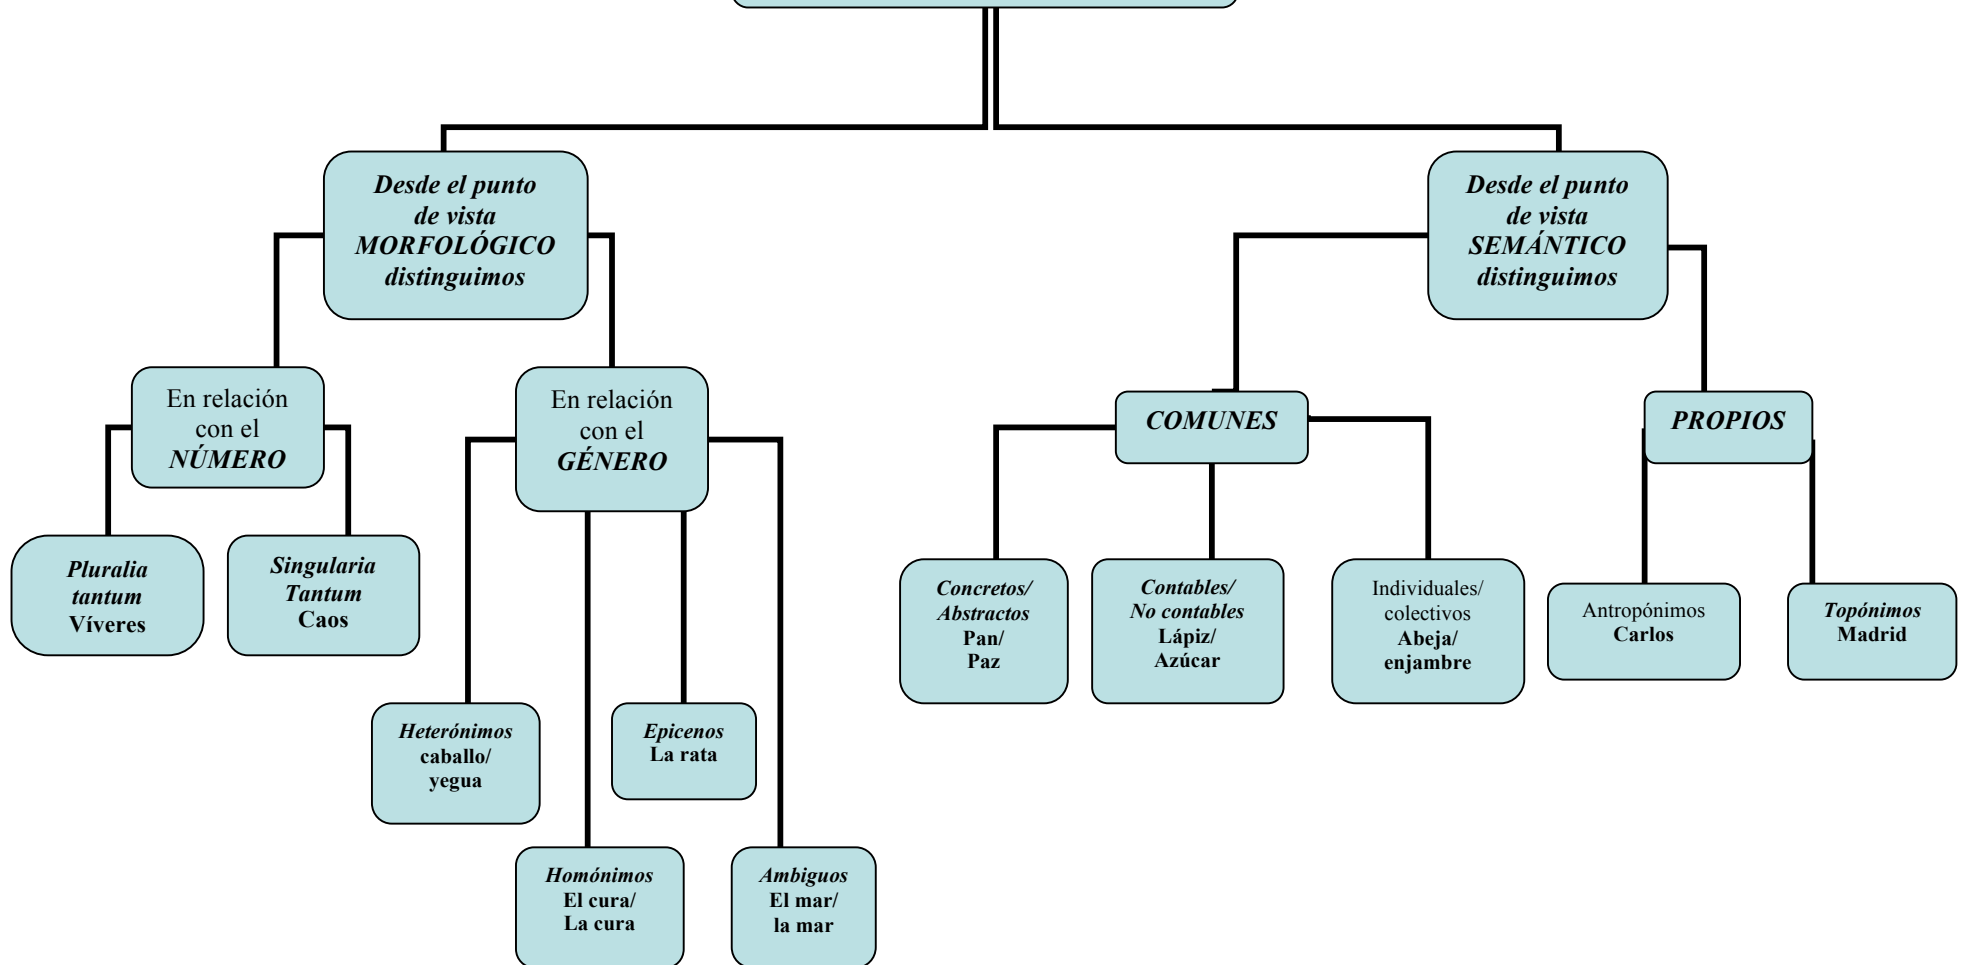 Desde el punto
de vista
MORFOLÓGICO
distinguimos
Desde el punto
de vista
SEMÁNTICO
distinguimos
En relación
con el
NÚMERO
En relación
con el
GÉNERO
COMUNES
PROPIOS
Pluralia
tantum
Víveres
Singularia
Tantum
Caos
Concretos/
Abstractos
Pan/
Paz
Contables/
No contables
Lápiz/
Azúcar
Individuales/
colectivos
Abeja/
enjambre
Antropónimos
Carlos
Topónimos
Madrid
Heterónimos
caballo/
yegua
Epicenos
La rata
Homónimos
El cura/
La cura
Ambiguos
El mar/
la mar